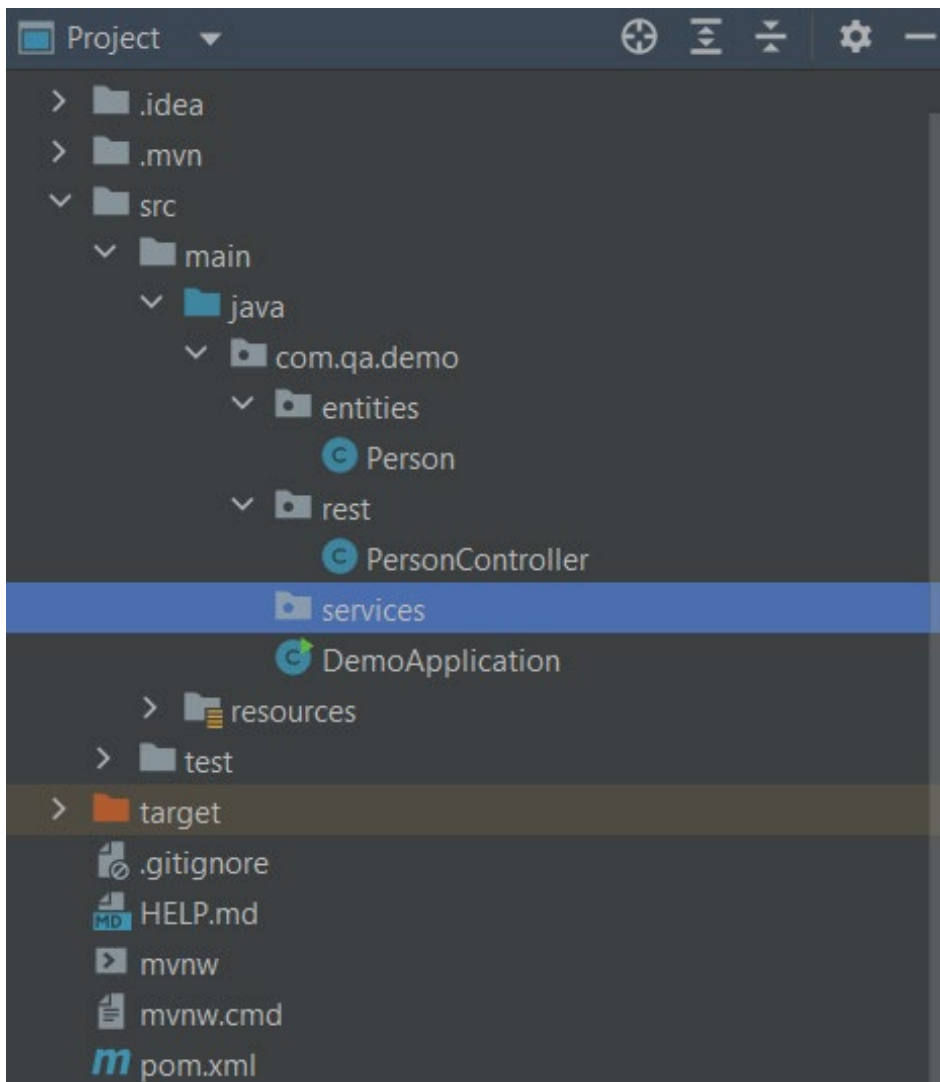 Project
.idea
.mvn
src
main
java
com.qa.demo
entities
C Person
rest
C PersonController
services
C DemoApplication
resources
test
target
.gitignore
MD HELP.md
mvnw
mvnw.cmd
m pom.xml